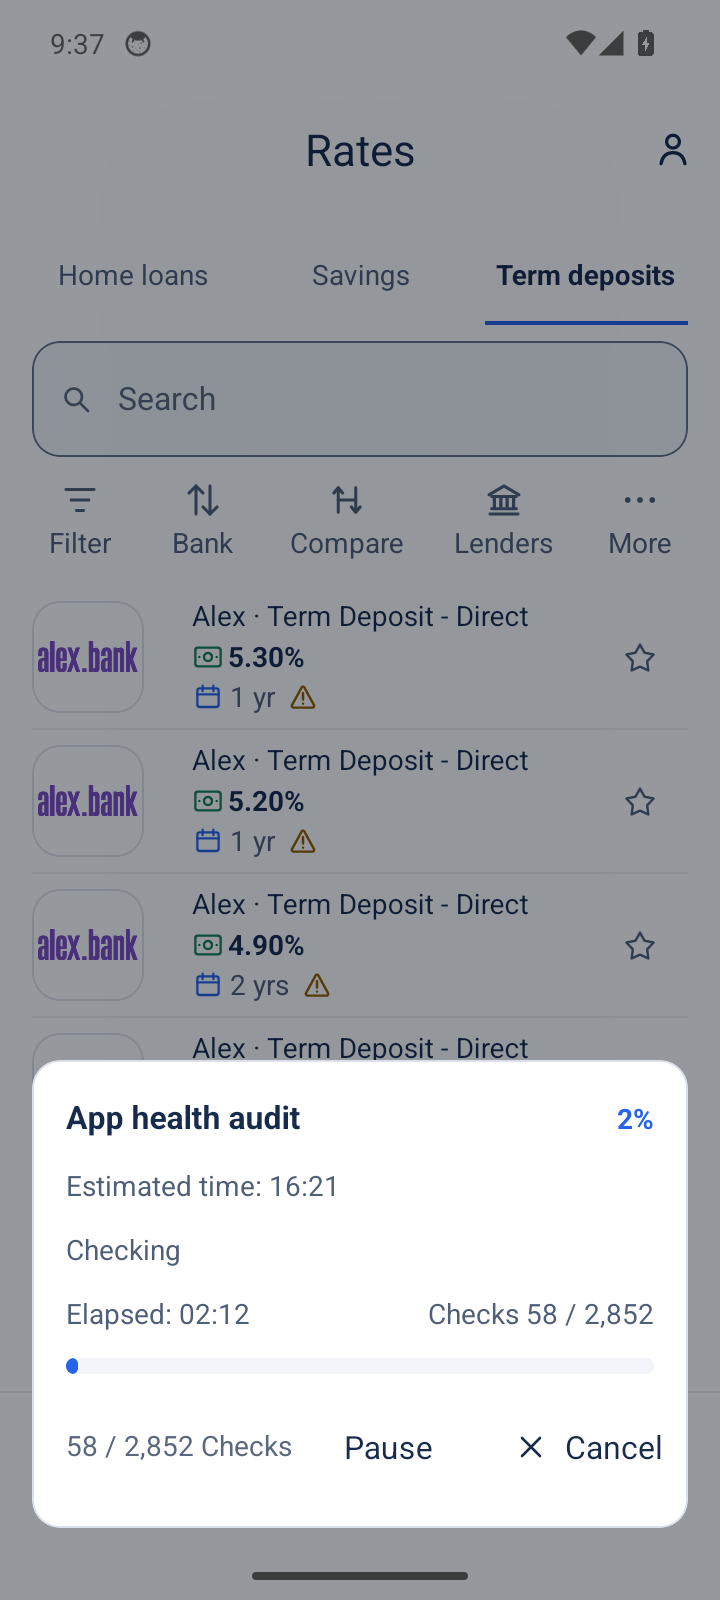 9:37
Rates
Home loans Savings Term deposits
Search
Filter Bank Compare Lenders More
alex.bank
Alex · Term Deposit - Direct
5.30%
1 yr
alex.bank
Alex · Term Deposit - Direct
5.20%
1 yr
alex.bank
Alex · Term Deposit - Direct
4.90%
2 yrs
Alex · Term Deposit - Direct
App health audit 2%
Estimated time: 16:21
Checking
Elapsed: 02:12 Checks 58 / 2,852
58 / 2,852 Checks Pause Cancel